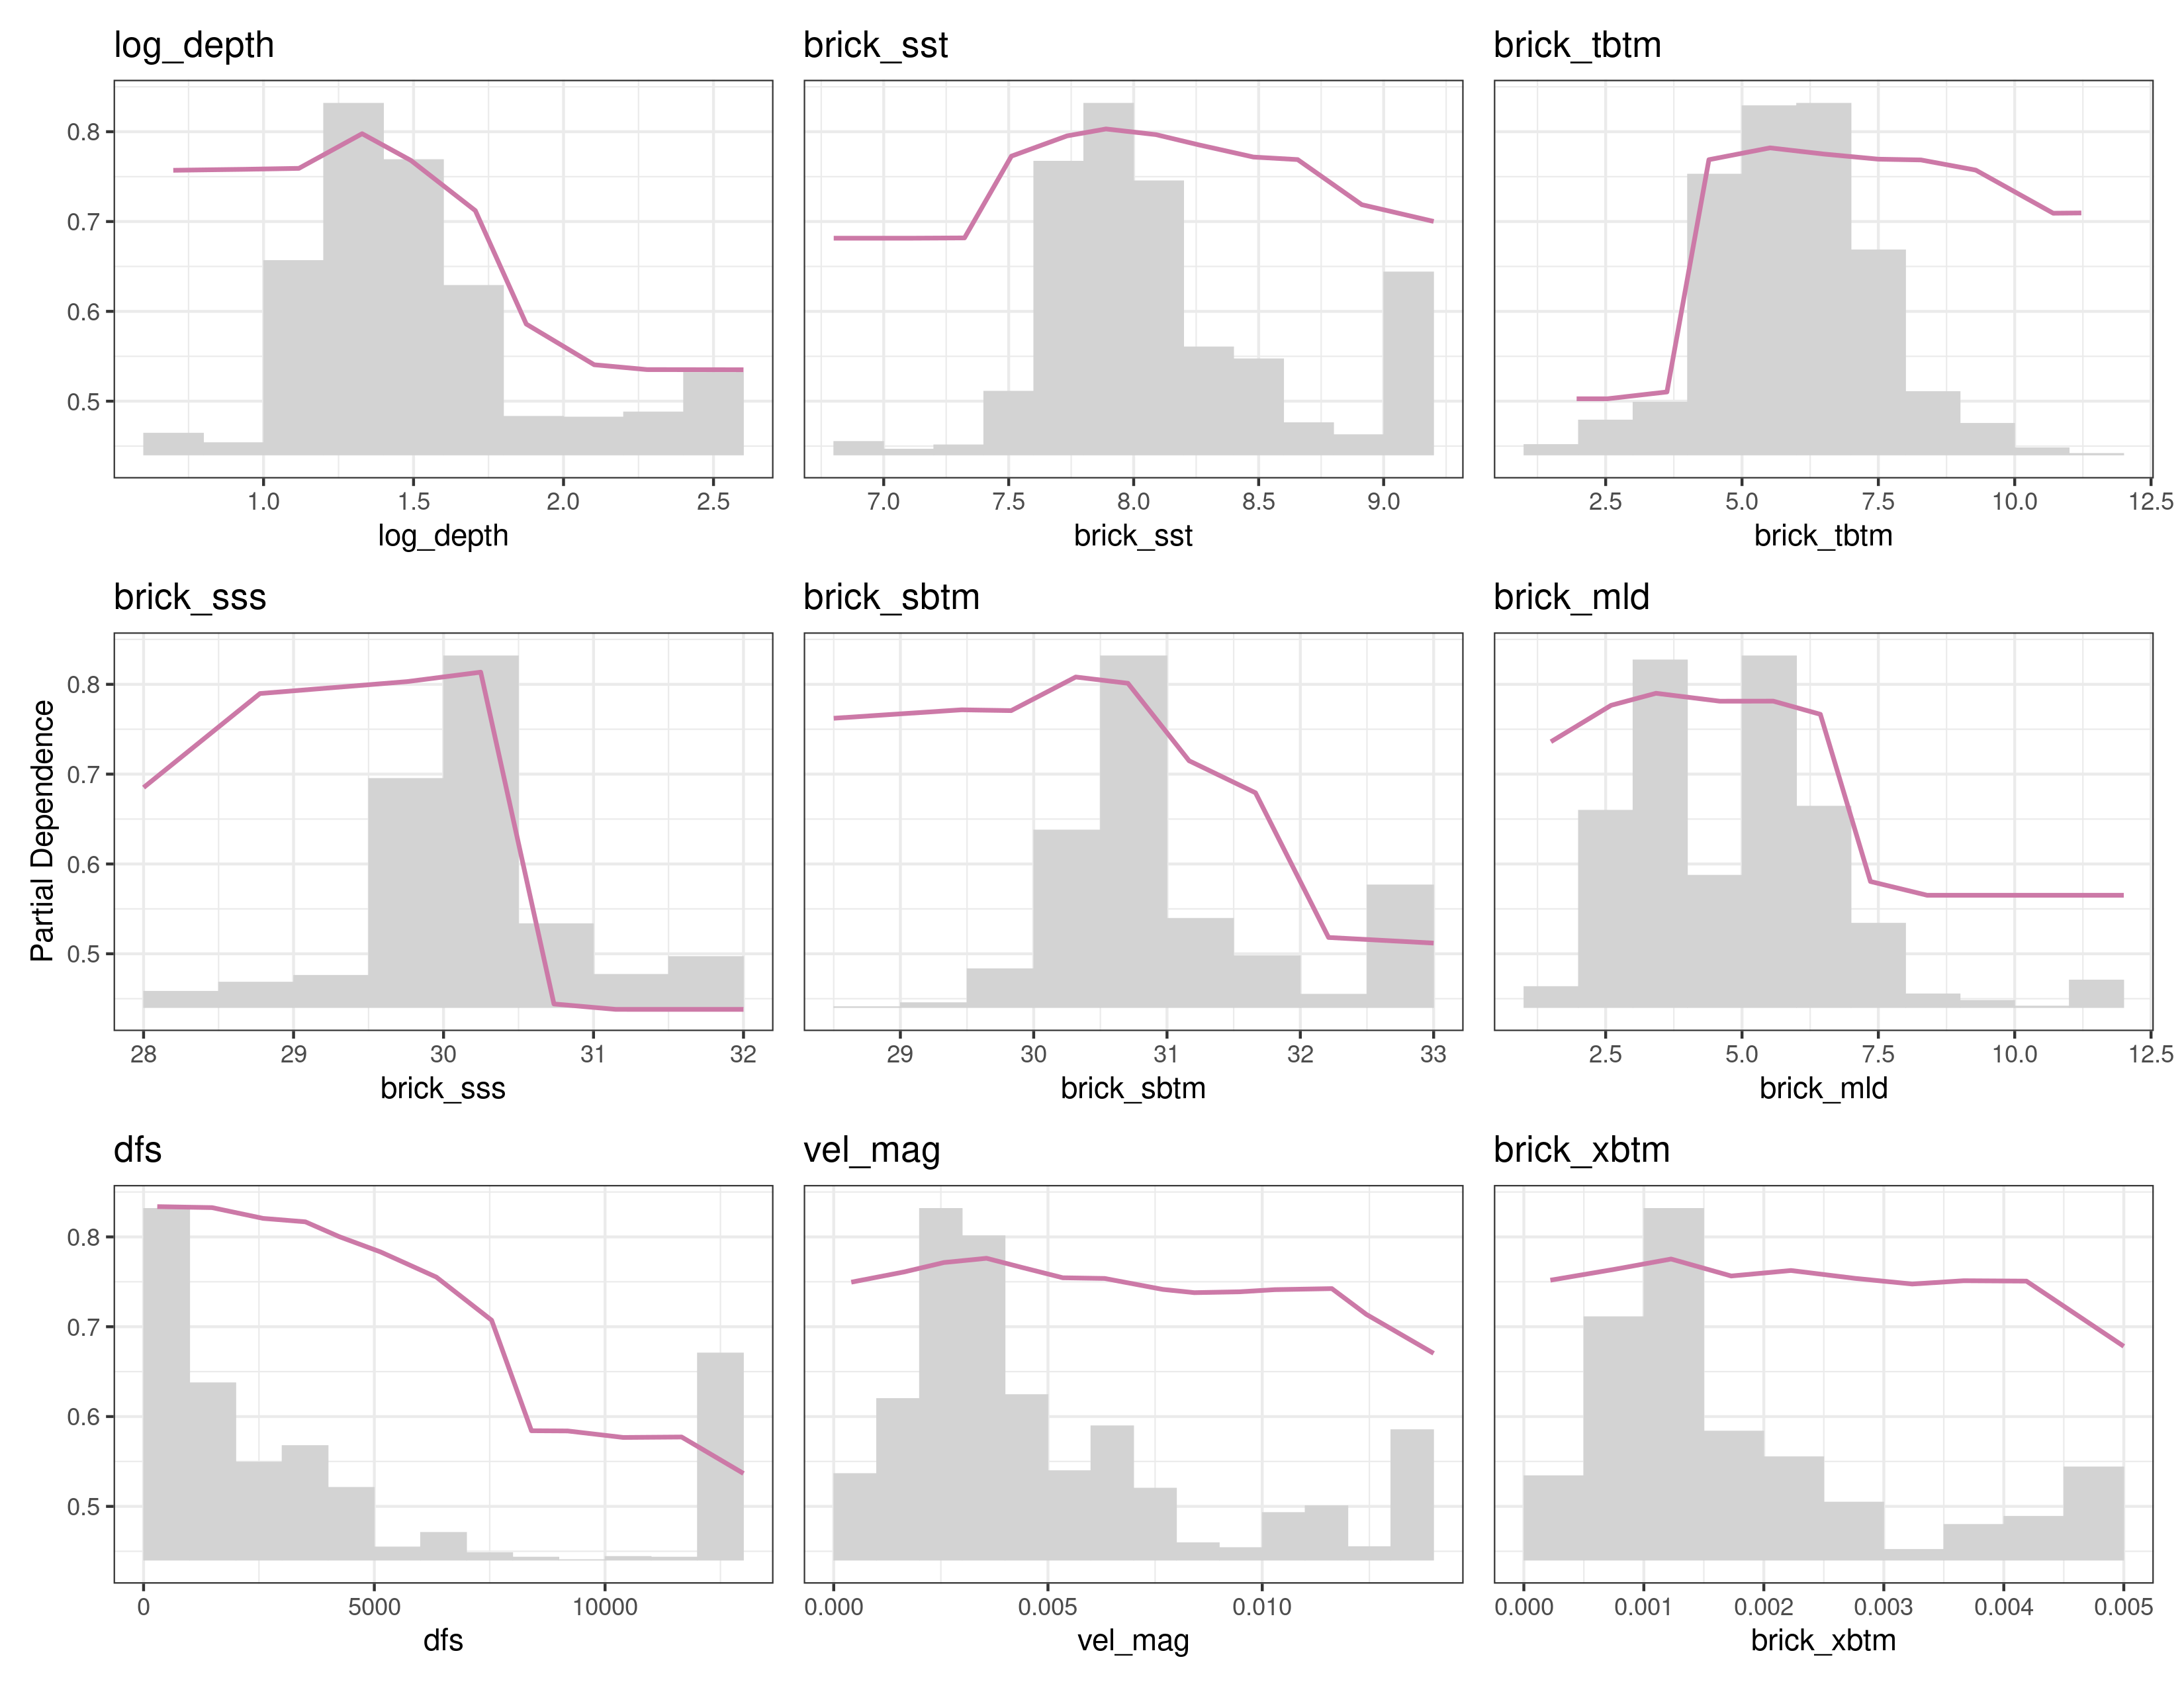 log_depth
brick_sst
brick_tbtm
0.8
0.7
0.6
0.5
1.0 1.5 2.0 2.5
7.0 7.5 8.0 8.5 9.0
2.5 5.0 7.5 10.0 12.5
log_depth
brick_sst
brick_tbtm
brick_sss
brick_sbtm
brick_mld
Partial Dependence
0.8
0.7
0.6
0.5
28 29 30 31 32
29 30 31 32 33
2.5 5.0 7.5 10.0 12.5
brick_sss
brick_sbtm
brick_mld
dfs
vel_mag
brick_xbtm
0.8
0.7
0.6
0.5
0 5000 10000
0.000 0.005 0.010
0.000 0.001 0.002 0.003 0.004 0.005
dfs
vel_mag
brick_xbtm